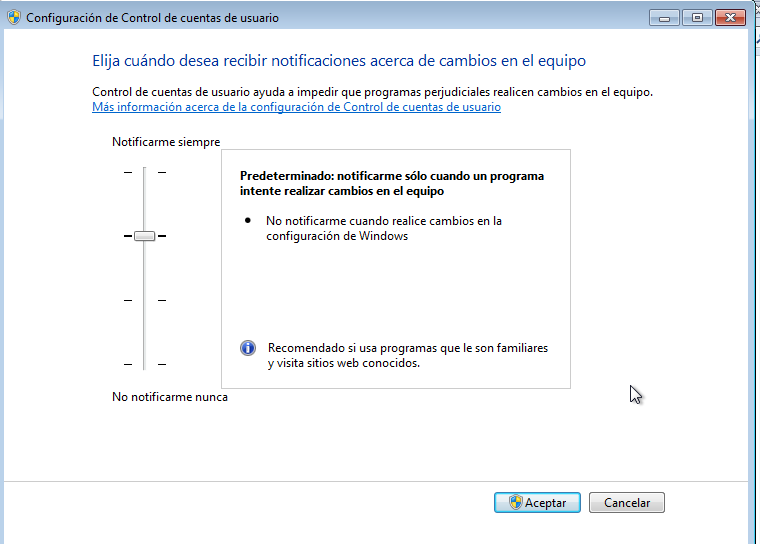 Configuración de Control de cuentas de usuario
Elija cuándo desea recibir notificaciones acerca de cambios en el equipo
Control de cuentas de usuario ayuda a impedir que programas perjudiciales realicen cambios en el equipo.
Más información acerca de la configuración de Control de cuentas de usuario
Notificarme siempre
Predeterminado: notificarme sólo cuando un programa
intente realizar cambios en el equipo
• No notificarme cuando realice cambios en la
configuración de Windows
Recomendado si usa programas que le son familiares
y visita sitios web conocidos.
No notificarme nunca
Aceptar
Cancelar